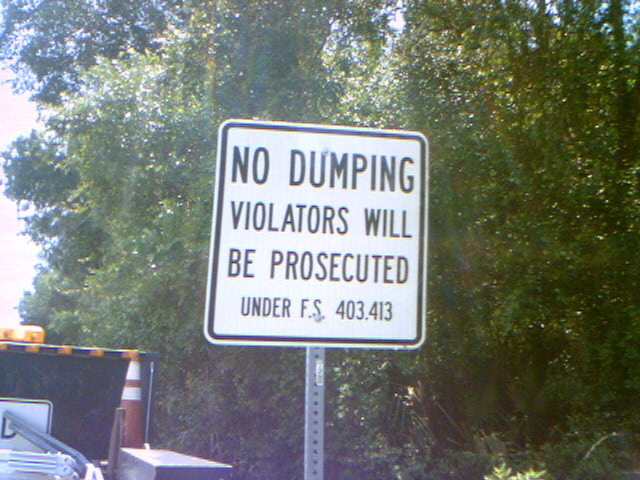 NO DUMPING
VIOLATORS WILL
BE PROSECUTED
UNDER F.S. 403.413
D